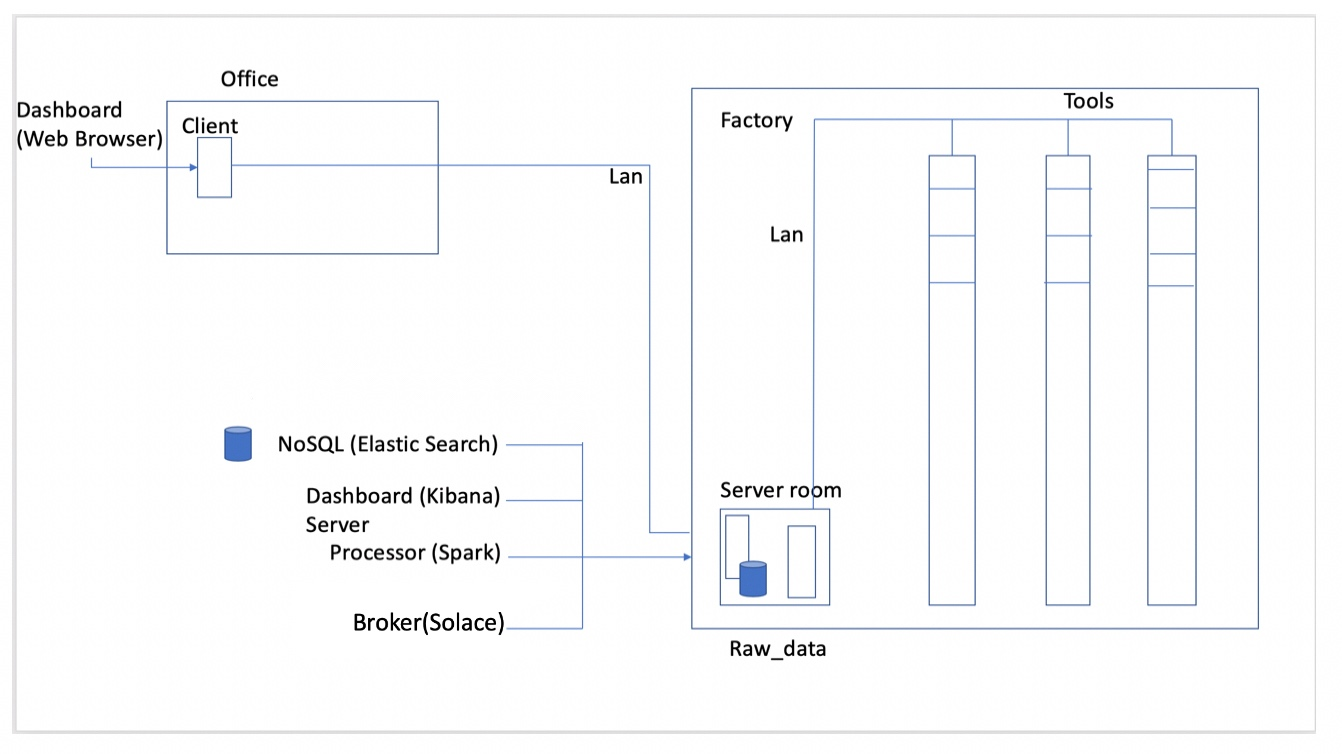 Office
Dashboard
(Web Browser)
Client
Lan
Factory
Tools
Lan
Server room
NoSQL (Elastic Search)
Dashboard (Kibana)
Server
Processor (Spark)
Broker(Solace)
Raw_data